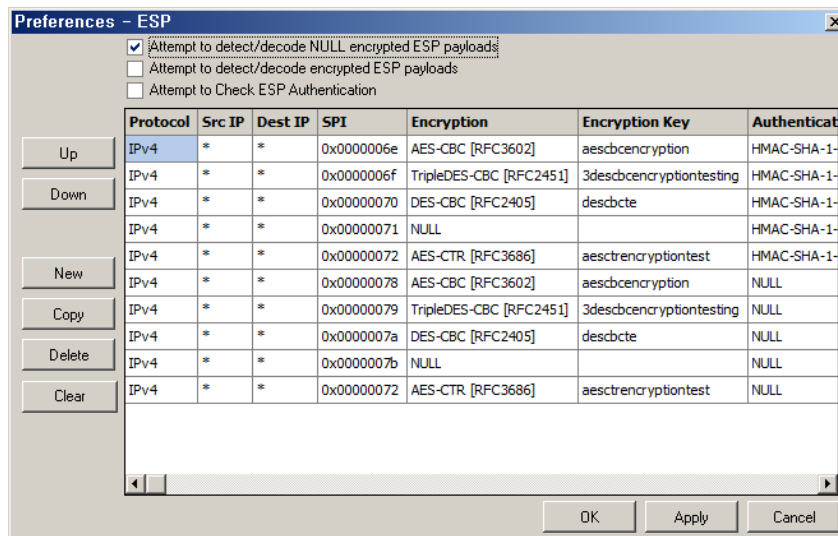 Preferences - ESP
Attempt to detect/decode NULL encrypted ESP payloads
Attempt to detect/decode encrypted ESP payloads
Attempt to Check ESP Authentication
Protocol Src IP Dest IP SPI Encryption Encryption Key Authenticat
IPv4 * * 0x0000006e AES-CBC [RFC3602] aescbcencryption HMAC-SHA-1-
IPv4 * * 0x0000006f TripleDES-CBC [RFC2451] 3descbcencryptiontesting HMAC-SHA-1-
IPv4 * * 0x00000070 DES-CBC [RFC2405] descbcte HMAC-SHA-1-
IPv4 * * 0x00000071 NULL HMAC-SHA-1-
IPv4 * * 0x00000072 AES-CTR [RFC3686] aesctrencryptiontest HMAC-SHA-1-
IPv4 * * 0x00000078 AES-CBC [RFC3602] aescbcencryption NULL
IPv4 * * 0x00000079 TripleDES-CBC [RFC2451] 3descbcencryptiontesting NULL
IPv4 * * 0x0000007a DES-CBC [RFC2405] descbcte NULL
IPv4 * * 0x0000007b NULL NULL
IPv4 * * 0x00000072 AES-CTR [RFC3686] aesctrencryptiontest NULL
Up
Down
New
Copy
Delete
Clear
OK Apply Cancel